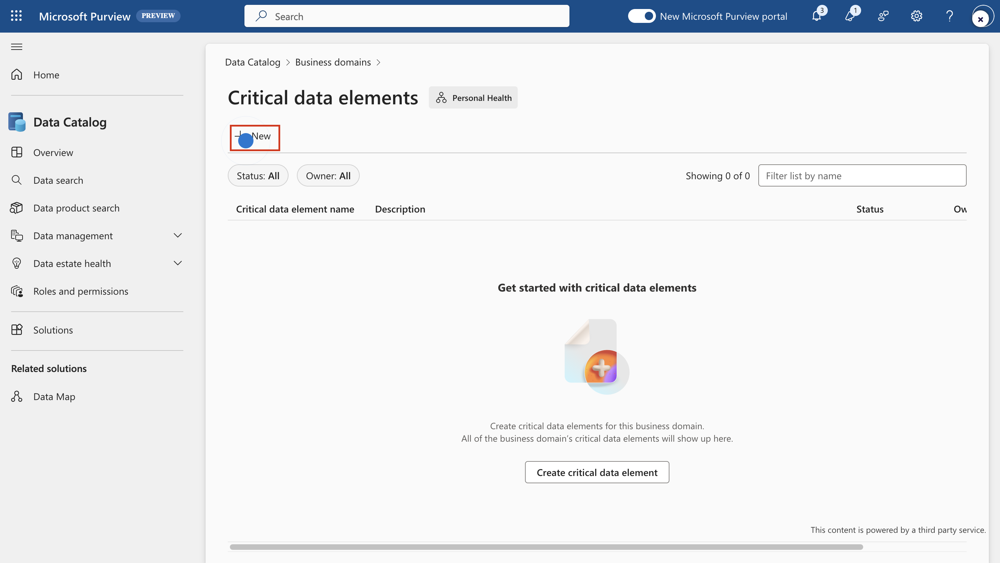 Microsoft Purview PREVIEW
Search
New Microsoft Purview portal
3
1
Home
Data Catalog
Overview
Data search
Data product search
Data management
Data estate health
Roles and permissions
Solutions
Related solutions
Data Map
Data Catalog > Business domains >
Critical data elements
Personal Health
+ New
Status: All
Owner: All
Showing 0 of 0
Filter list by name
Critical data element name Description Status Ow
Get started with critical data elements
Create critical data elements for this business domain.
All of the business domain’s critical data elements will show up here.
Create critical data element
This content is powered by a third party service.